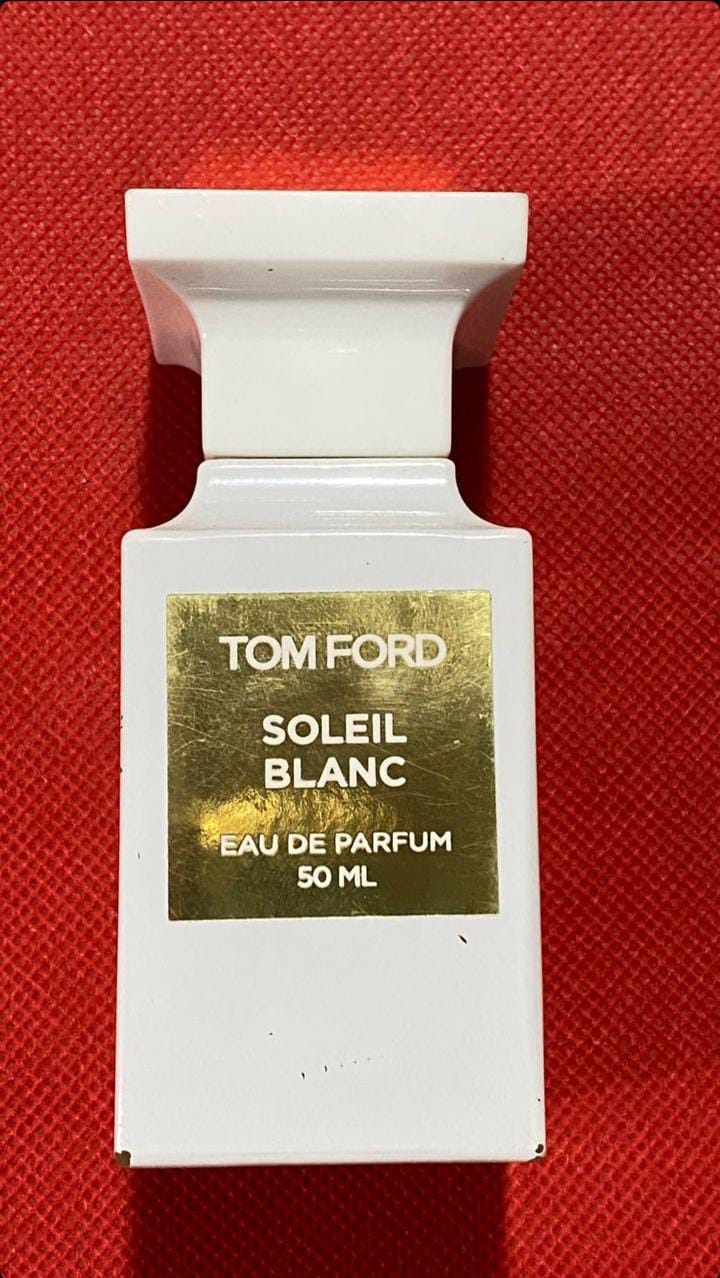 TOM FORD
SOLEIL
BLANC
EAU DE PARFUM
50 ML